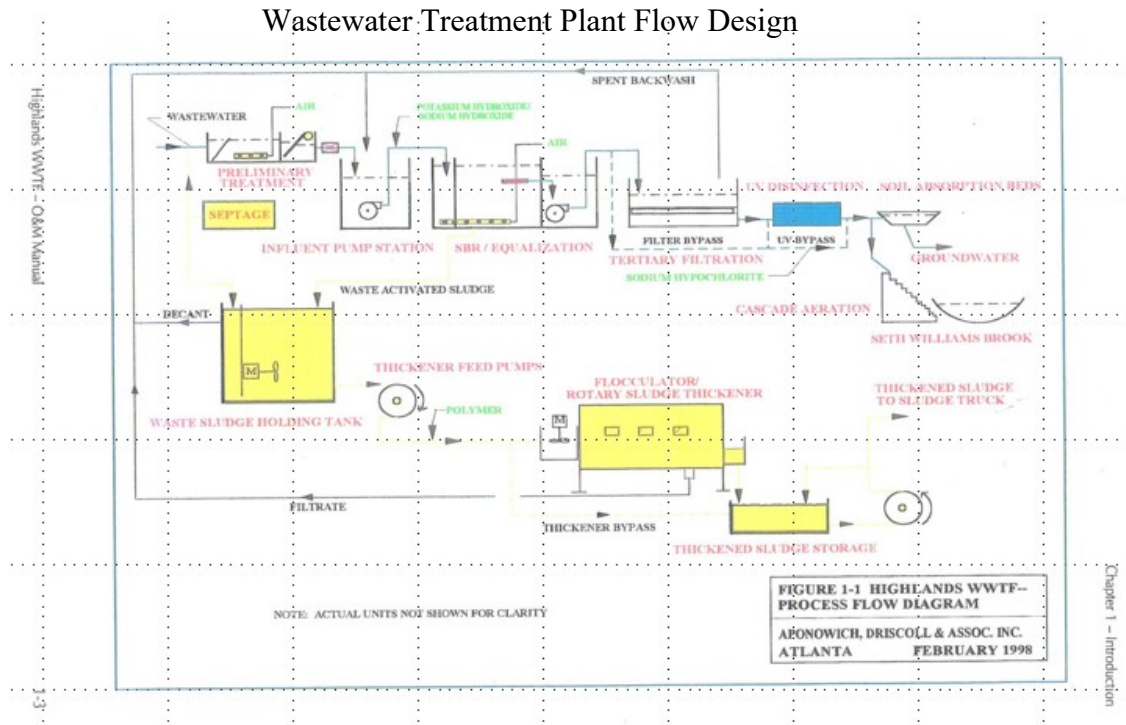 Wastewater Treatment Plant Flow Design
Highlands WWTF – O&M Manual
SPENT BACKWASH
WASTEWATER
AIR
POTASSIUM HYDROXIDE/
SODIUM HYDROXIDE
AIR
PRELIMINARY
TREATMENT
UV DISINFECTION
SOIL ABSORPTION BEDS
SEPTAGE
INFLUENT PUMP STATION
SBR / EQUALIZATION
FILTER BYPASS
UV BYPASS
TERTIARY FILTRATION
GROUNDWATER
SODIUM HYPOCHLORITE
WASTE ACTIVATED SLUDGE
CASCADE AERATION
DECANT
SETH WILLIAMS BROOK
M
THICKENER FEED PUMPS
FLOCCULATOR/
ROTARY SLUDGE THICKENER
THICKENED SLUDGE
TO SLUDGE TRUCK
POLYMER
WASTE SLUDGE HOLDING TANK
M
FILTRATE
THICKENER BYPASS
THICKENED SLUDGE STORAGE
NOTE: ACTUAL UNITS NOT SHOWN FOR CLARITY
FIGURE 1-1 HIGHLANDS WWTF--
PROCESS FLOW DIAGRAM
APONOWICH, DRISCOLL & ASSOC. INC.
ATLANTA FEBRUARY 1998
Chapter 1 – Introduction
1-3